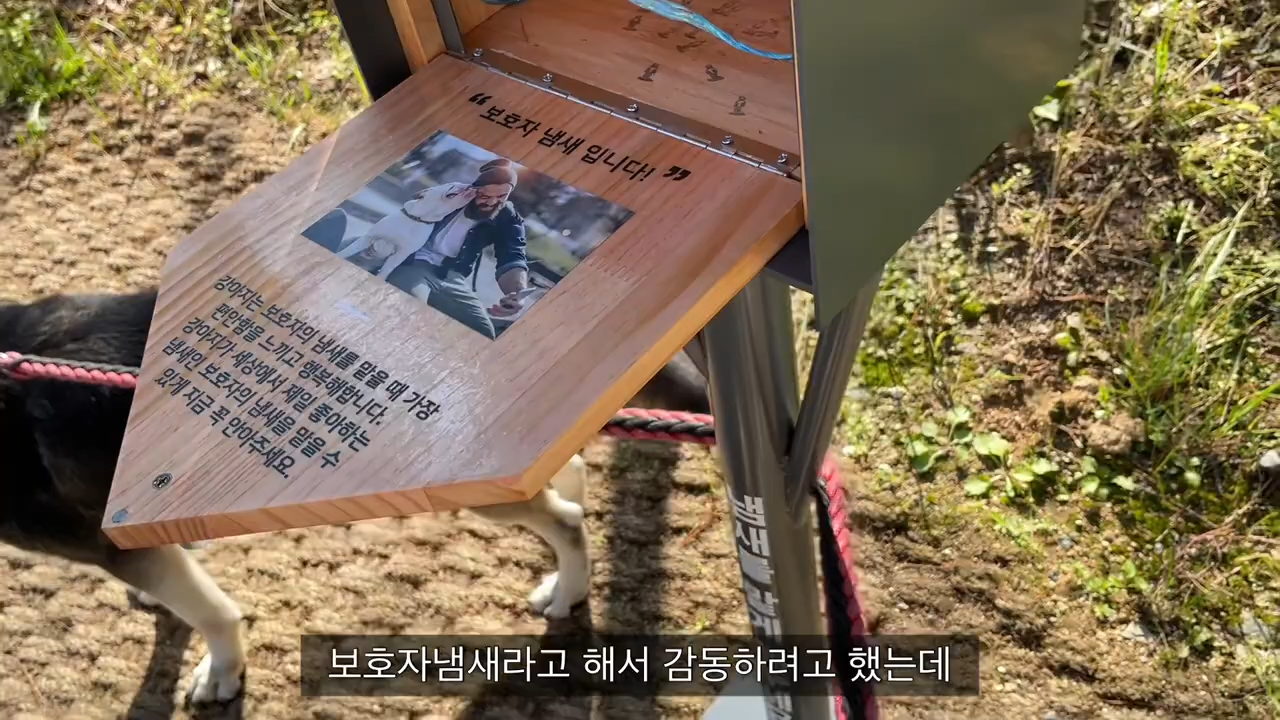 “ 보호자 냄새 입니다! ”
강아지는 보호자의 냄새를 맡을 때 가장
편안함을 느끼고 행복해합니다.
강아지가 세상에서 제일 좋아하는
냄새인 보호자의 냄새를 맡을 수
있게 지금 꼭 안아주세요.
보호자냄새라고 해서 감동하려고 했는데